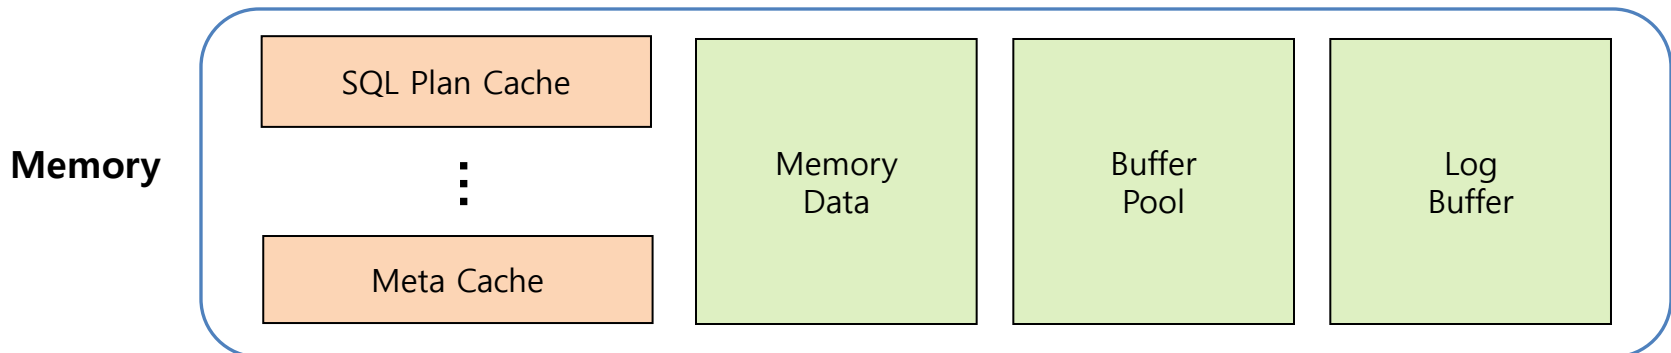 Memory
SQL Plan Cache
⋮
Meta Cache
Memory
Data
Buffer
Pool
Log
Buffer